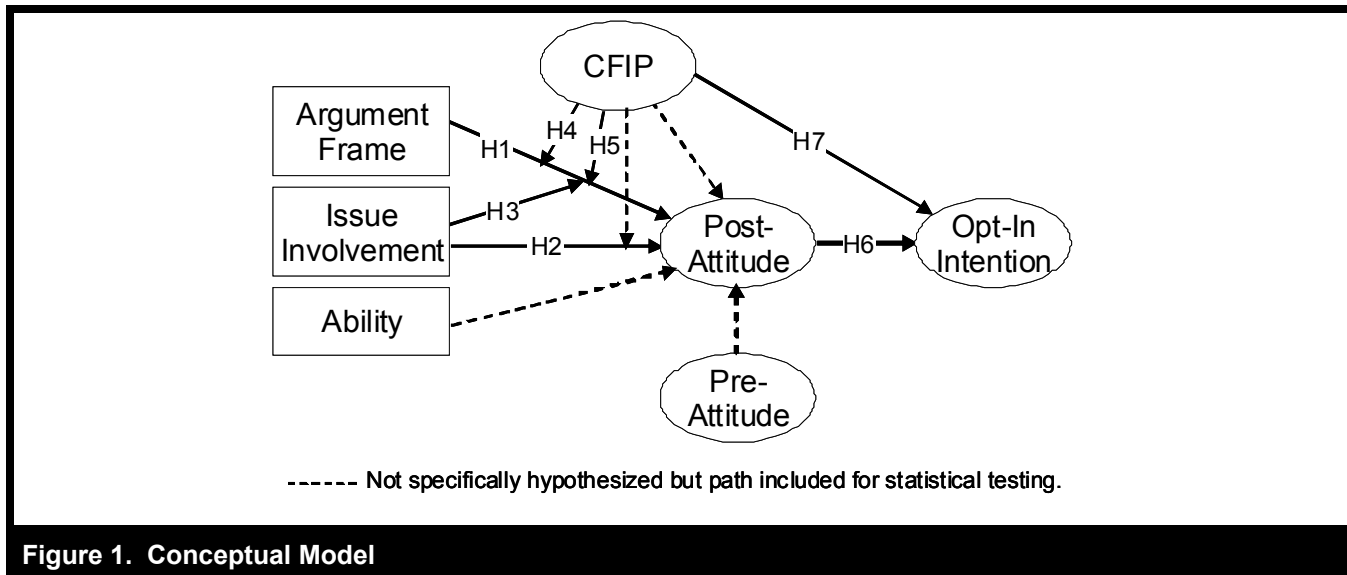 CFIP
Argument
Frame
H1
H4
H5
H7
H3
Issue
Involvement
H2
Post-
Attitude
H6
Opt-In
Intention
Ability
Pre-
Attitude
Not specifically hypothesized but path included for statistical testing.
Figure 1. Conceptual Model